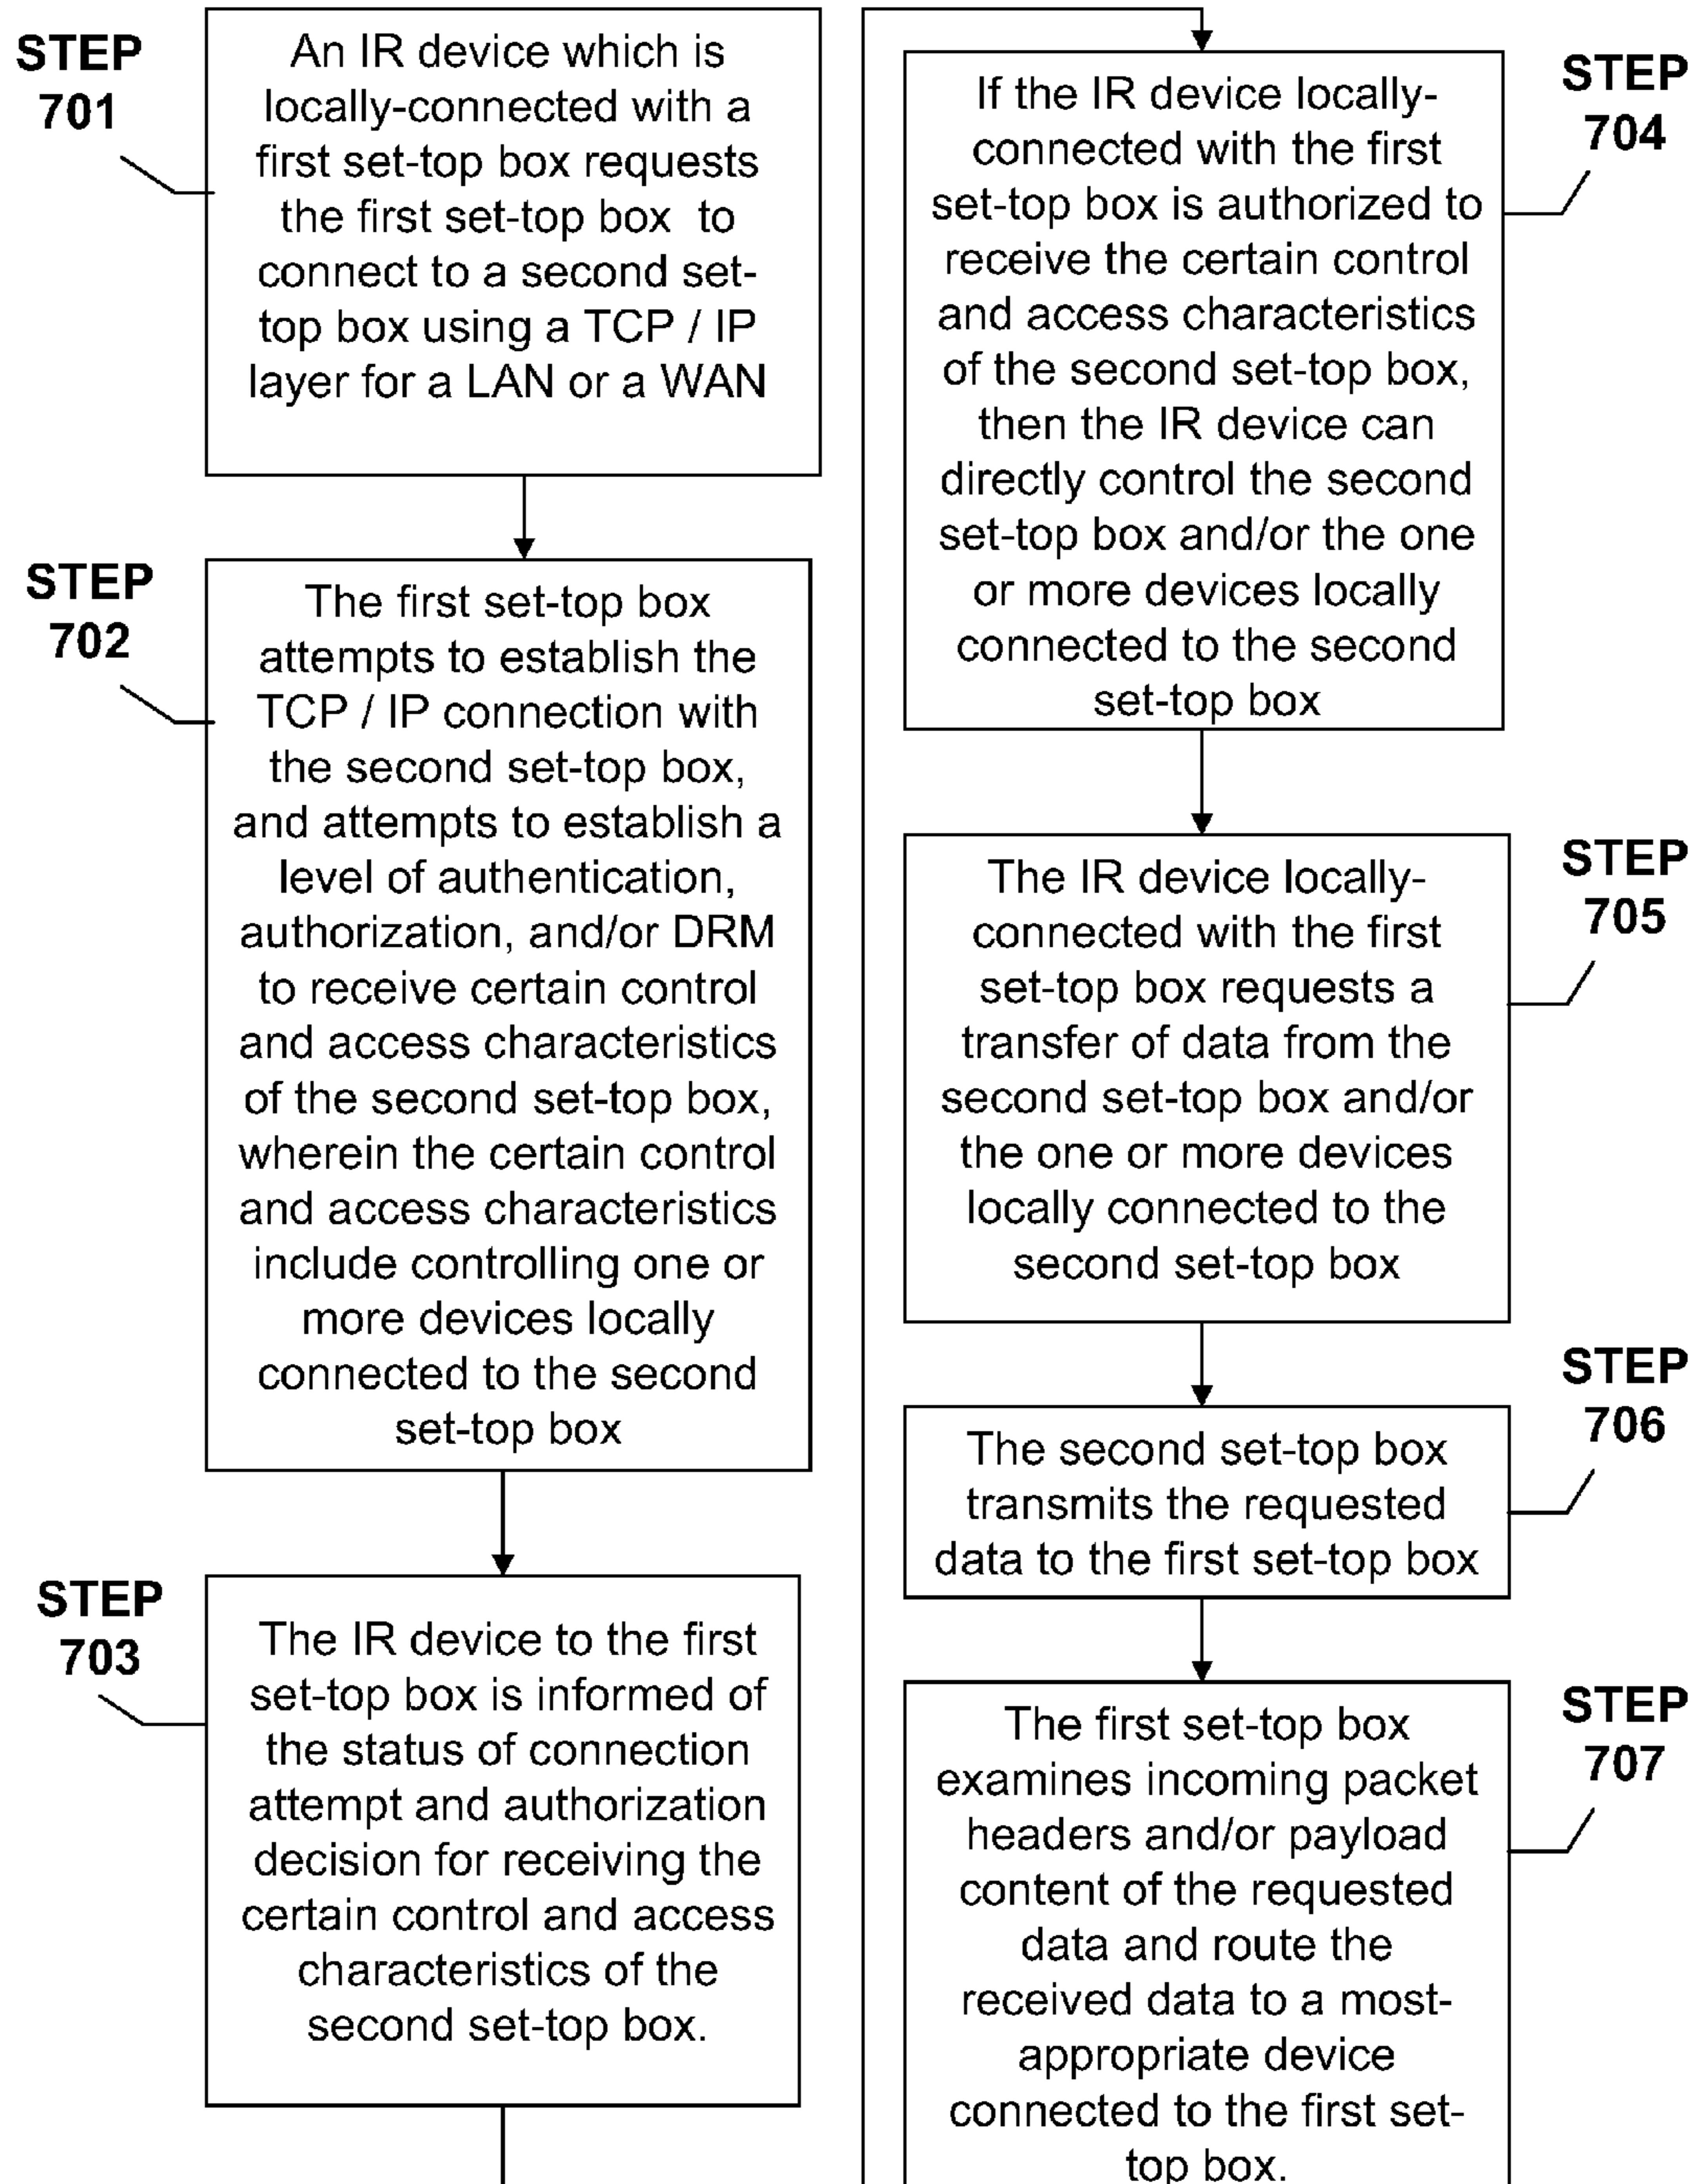 STEP
701
An IR device which is
locally-connected with a
first set-top box requests
the first set-top box to
connect to a second set-
top box using a TCP / IP
layer for a LAN or a WAN
STEP
702
The first set-top box
attempts to establish the
TCP / IP connection with
the second set-top box,
and attempts to establish a
level of authentication,
authorization, and/or DRM
to receive certain control
and access characteristics
of the second set-top box,
wherein the certain control
and access characteristics
include controlling one or
more devices locally
connected to the second
set-top box
STEP
703
The IR device to the first
set-top box is informed of
the status of connection
attempt and authorization
decision for receiving the
certain control and access
characteristics of the
second set-top box.
STEP
704
If the IR device locally-
connected with the first
set-top box is authorized to
receive the certain control
and access characteristics
of the second set-top box,
then the IR device can
directly control the second
set-top box and/or the one
or more devices locally
connected to the second
set-top box
STEP
705
The IR device locally-
connected with the first
set-top box requests a
transfer of data from the
second set-top box and/or
the one or more devices
locally connected to the
second set-top box
STEP
706
The second set-top box
transmits the requested
data to the first set-top box
STEP
707
The first set-top box
examines incoming packet
headers and/or payload
content of the requested
data and route the
received data to a most-
appropriate device
connected to the first set-
top box.